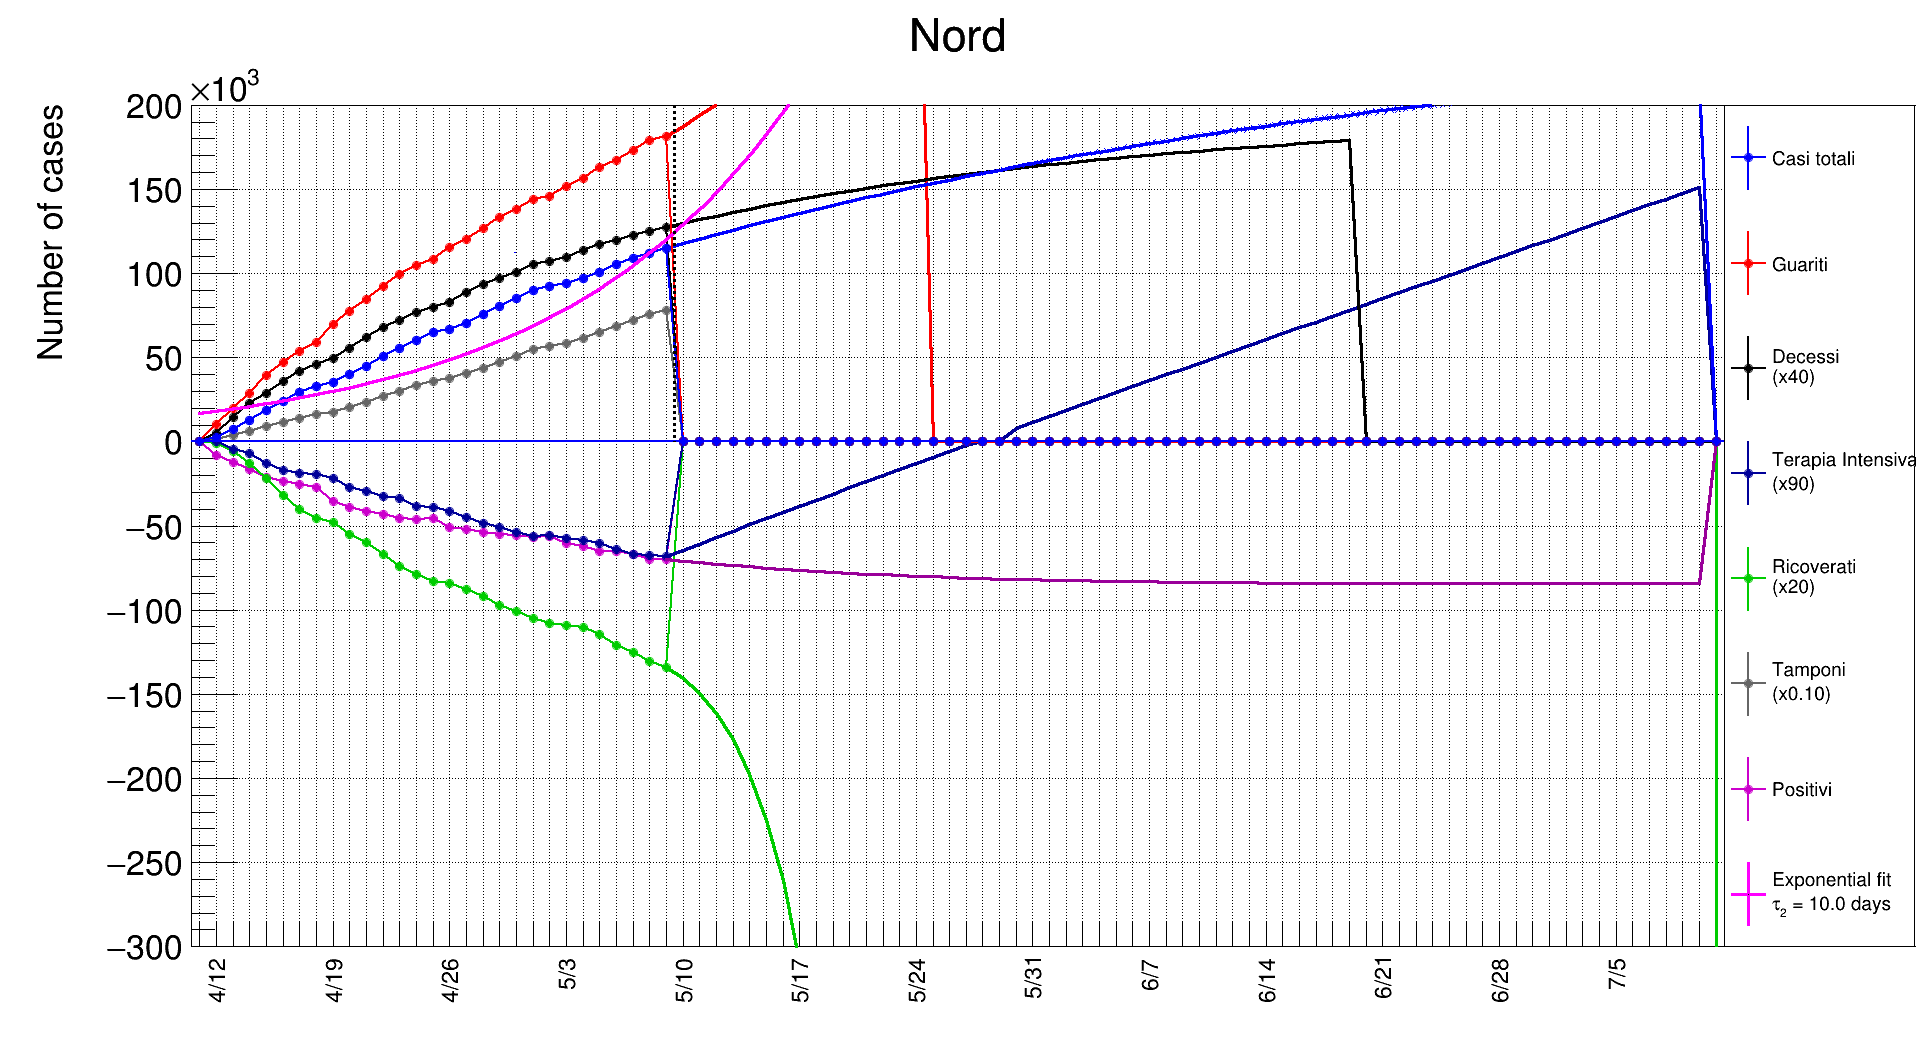 Nord
×10³
Number of cases
200
150
100
50
0
−50
−100
−150
−200
−250
−300
4/12
4/19
4/26
5/3
5/10
5/17
5/24
5/31
6/7
6/14
6/21
6/28
7/5
Casi totali
Guariti
Decessi
(x40)
Terapia Intensiva
(x90)
Ricoverati
(x20)
Tamponi
(x0.10)
Positivi
Exponential fit
τ₂ = 10.0 days